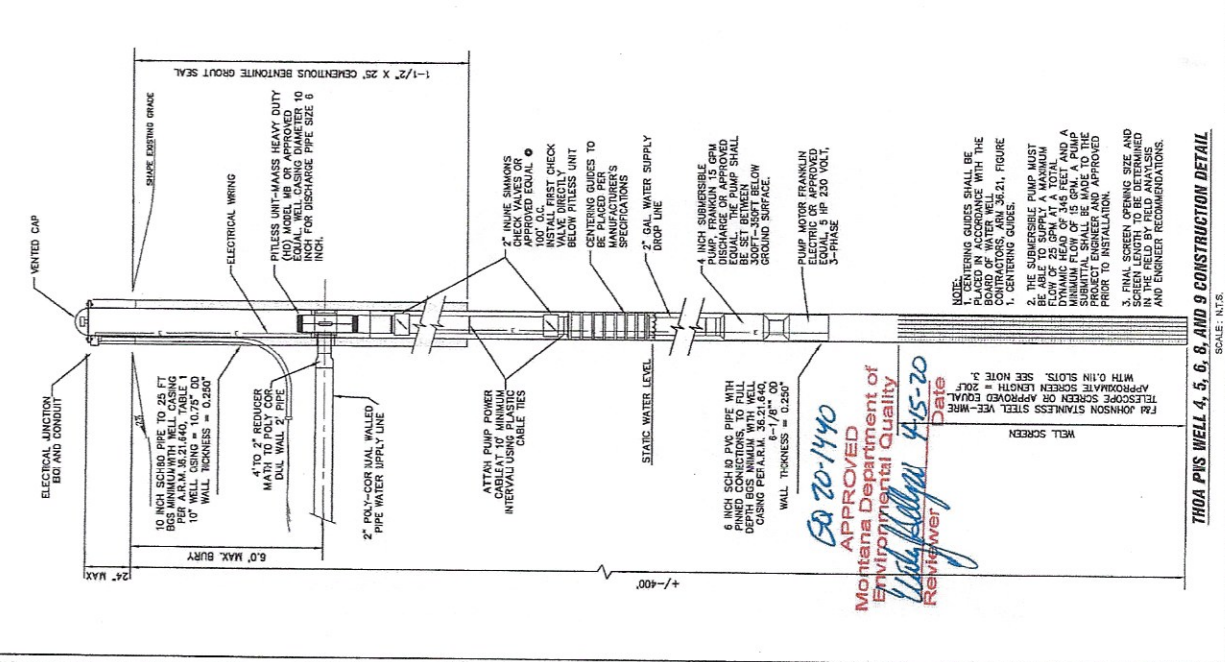 VENTED CAP
ELECTICAL JUNCTION
BOX AND CONDUIT
24" MAX
SHAPE EXISTING GRADE
1-1/2" X 25' CEMENTIOUS BENTONITE GROUT SEAL
ELECTRICAL WIRING
10 INCH SCH 80 PIPE TO 25 FT
BGS MINIMUM WITH WELL CASING
PER A.R.M. 36.21.640, TABLE 1
10" WELL CASING = 10.75" OD
WALL THICKNESS = 0.250"
6.0' MAX. BURY
PITLESS UNIT-MAASS HEAVY DUTY
(HD) MODEL MB OR APPROVED
EQUAL. WELL CASING DIAMETER 10
INCH FOR DISCHARGE PIPE SIZE 6
INCH.
4" TO 2" REDUCER
MATH TO POLY COR
DUL WALL 2" PIPE
2" POLY-COR DUAL WALLED
PIPE WATER SUPPLY LINE
2" INLINE SIMMONS
CHECK VALVES OR
APPROVED EQUAL @
100' O.C.
INSTALL FIRST CHECK
VALVE DIRECTLY
BELOW PITLESS UNIT
ATTAH PUMP POWER
CABLEAT 10' MINIMUM
INTERVALS USING PLASTIC
CABLE TIES
CENTERING GUIDES TO
BE PLACED PER
MANUFACTURER'S
SPECIFICATIONS
STATIC WATER LEVEL
2" GAL WATER SUPPLY
DROP LINE
4 INCH SUBMERSIBLE
PUMP, FRANKLIN 15 GPM
DISCHARGE OR APPROVED
EQUAL. THE PUMP SHALL
BE SET BETWEEN
300FT-350FT BELOW
GROUND SURFACE.
6 INCH SCH 80 PVC PIPE WITH
PINNED CONECTIONS, TO FULL
DEPTH BGS MINIMUM WITH WELL
CASING PER A.R.M. 36.21.640,
6-1/8" OD
WALL THICKNESS = 0.250"
PUMP MOTOR FRANKLIN
ELECTRIC OR APPROVED
EQUAL, 5 HP 230 VOLT,
3-PHASE
+/-400'
EQ 20-1440
APPROVED
Montana Department of
Environmental Quality
4-15-20
Reviewer Date
WELL SCREEN
F&I JOHNSON STAINLESS STEEL VEE-WIRE
TELESCOPE SCREEN OR APPROVED EQUAL
APPROXIMATE SCREEN LENGTH = 20LF
WITH 0.1IN SLOTS. SEE NOTE 3.
NOTE:
1. CENTERING GUIDES SHALL BE
PLACED IN ACCORDANCE WITH THE
BOARD OF WATER WELL
CONTRACTORS, ARM 36.21, FIGURE
1. CENTERING GUIDES.
2. THE SUBMERSIBLE PUMP MUST
BE ABLE TO SUPPLY A MAXIMUM
FLOW OF 25 GPM AT A TOTAL
DYNAMIC HEAD OF 345 FEET AND A
MINIMUM FLOW OF 15 GPM. A PUMP
SUBMITTAL SHALL BE MADE TO THE
PROJECT ENGINEER AND APPROVED
PRIOR TO INSTALLATION.
3. FINAL SCREEN OPENING SIZE AND
SCREEN LENGTH TO BE DETERMINED
IN THE FIELD BY FIELD ANAYLSIS
AND ENGINEER RECOMMENDATIONS.
THOA PWS WELL 4, 5, 6, 8, AND 9 CONSTRUCTION DETAIL
SCALE: N.T.S.